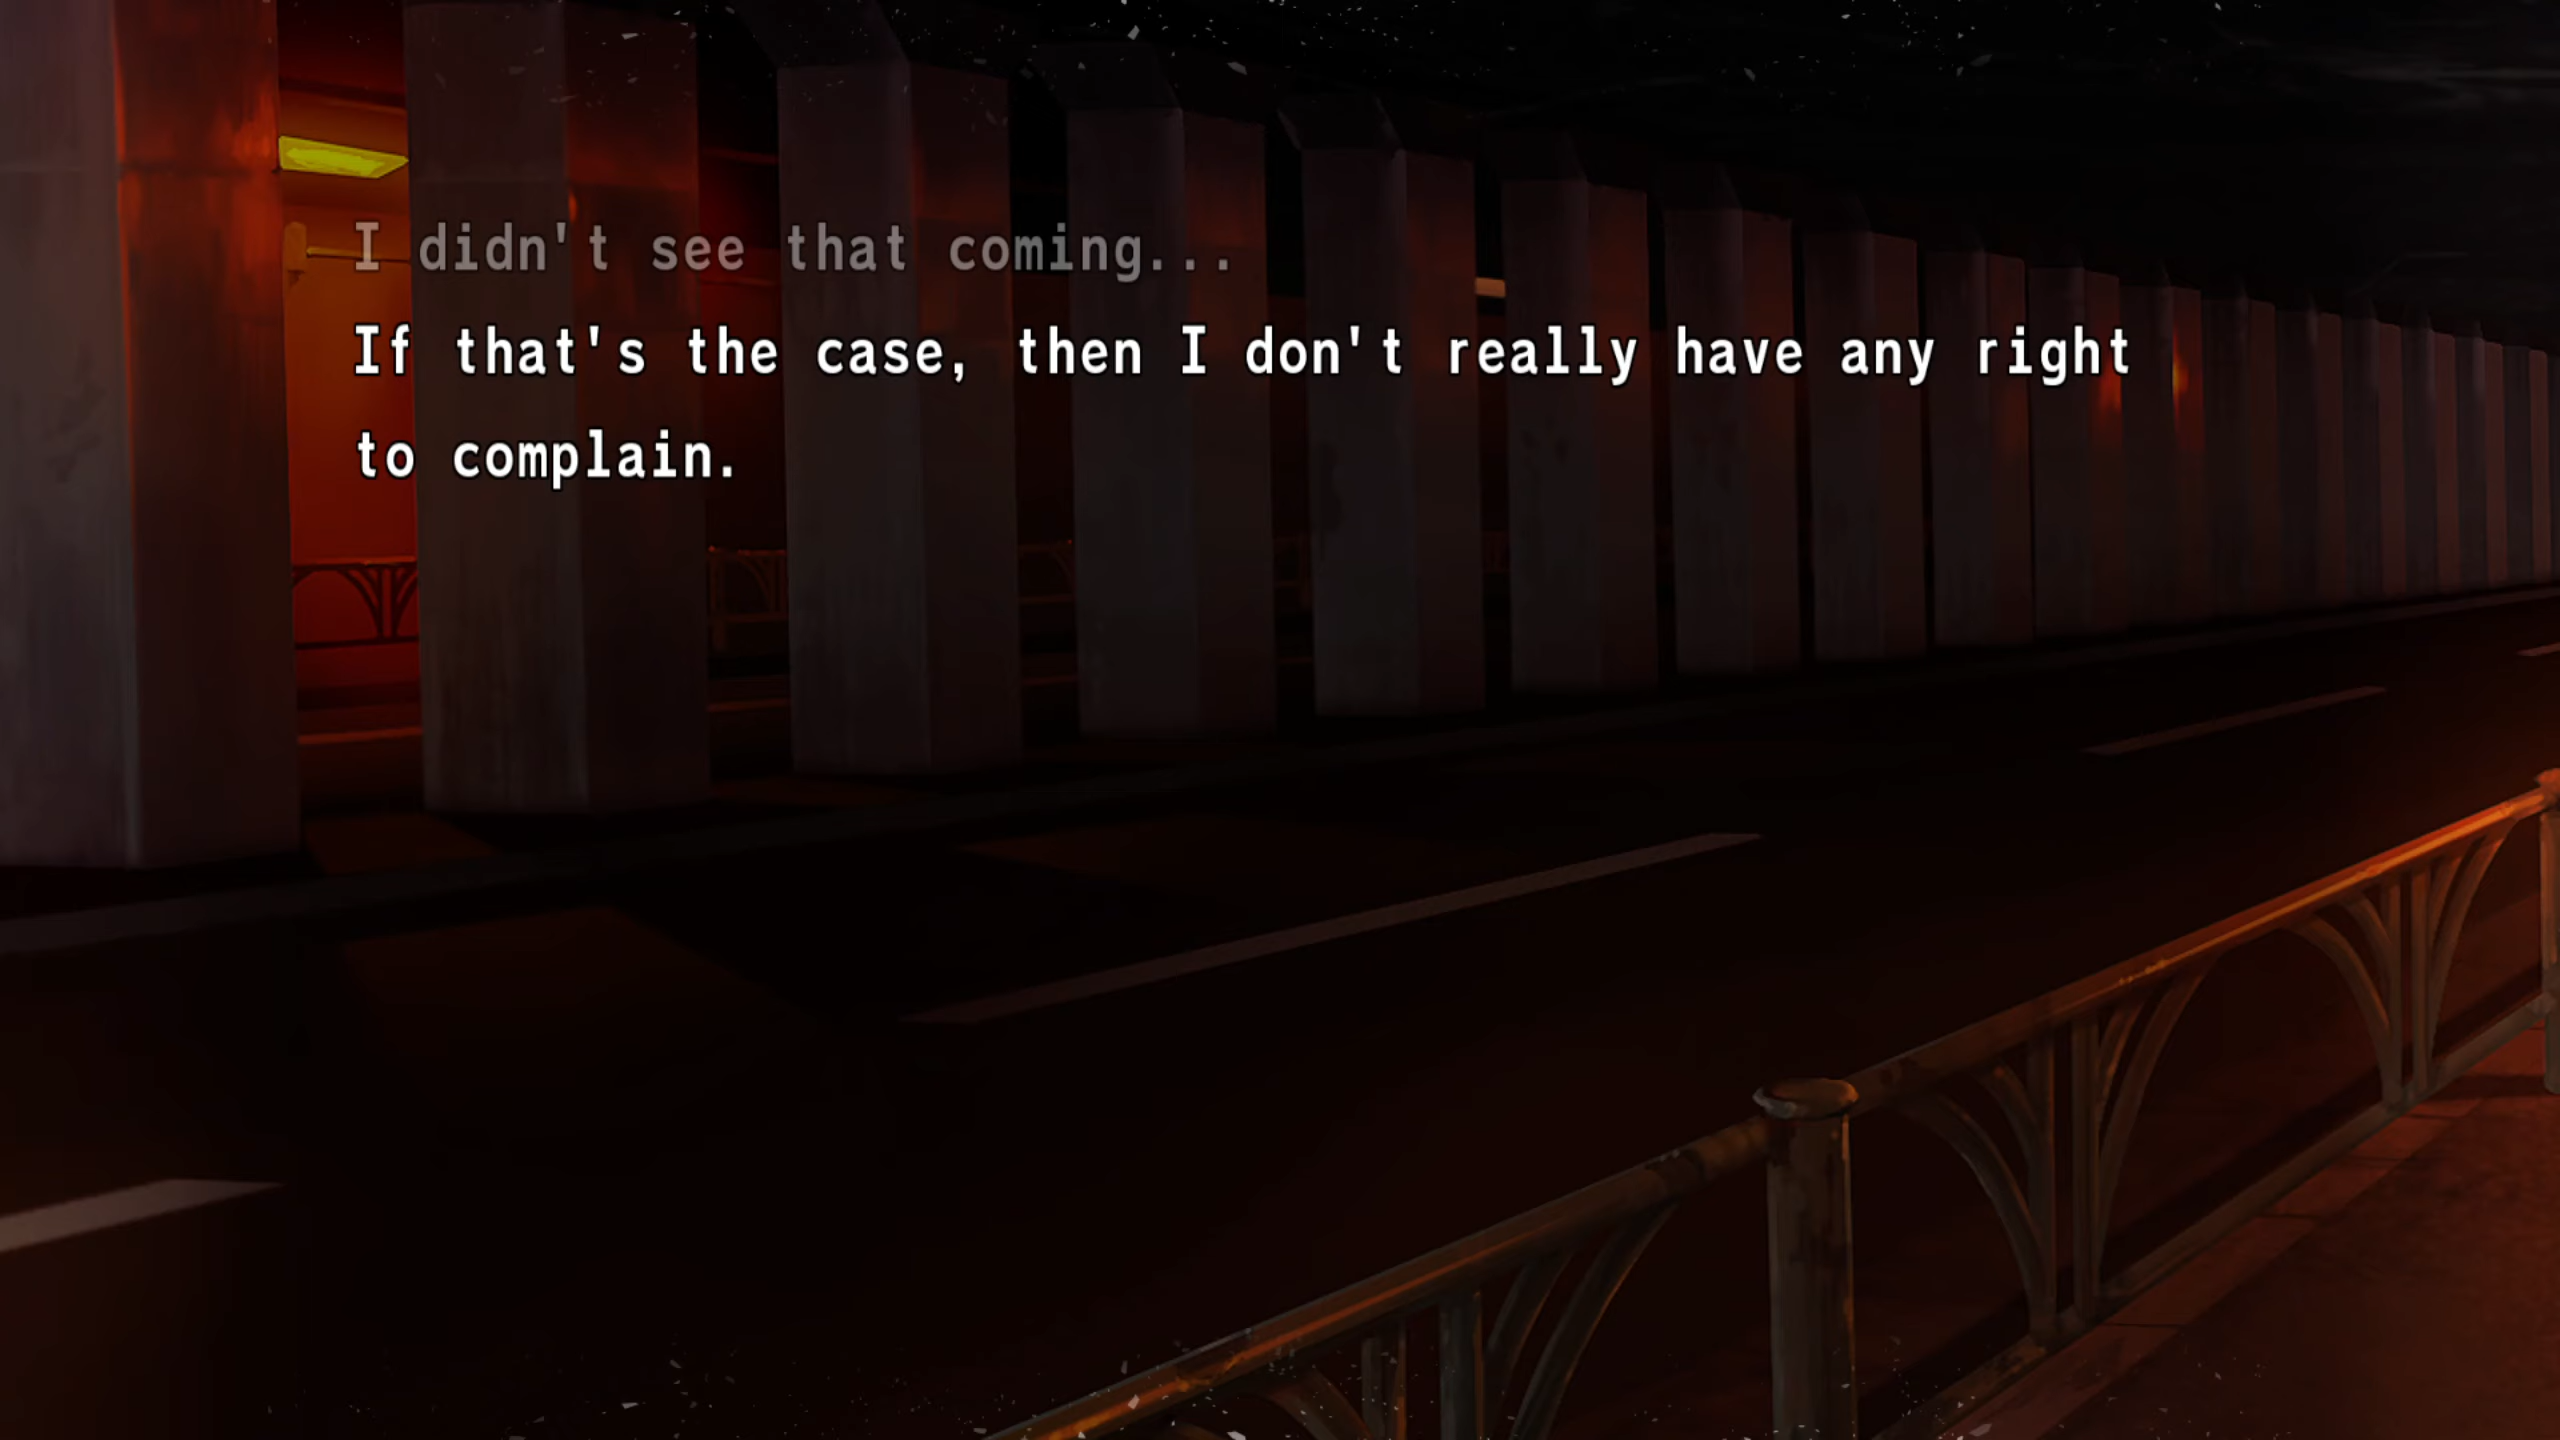 I didn't see that coming...
If that's the case, then I don't really have any right
to complain.